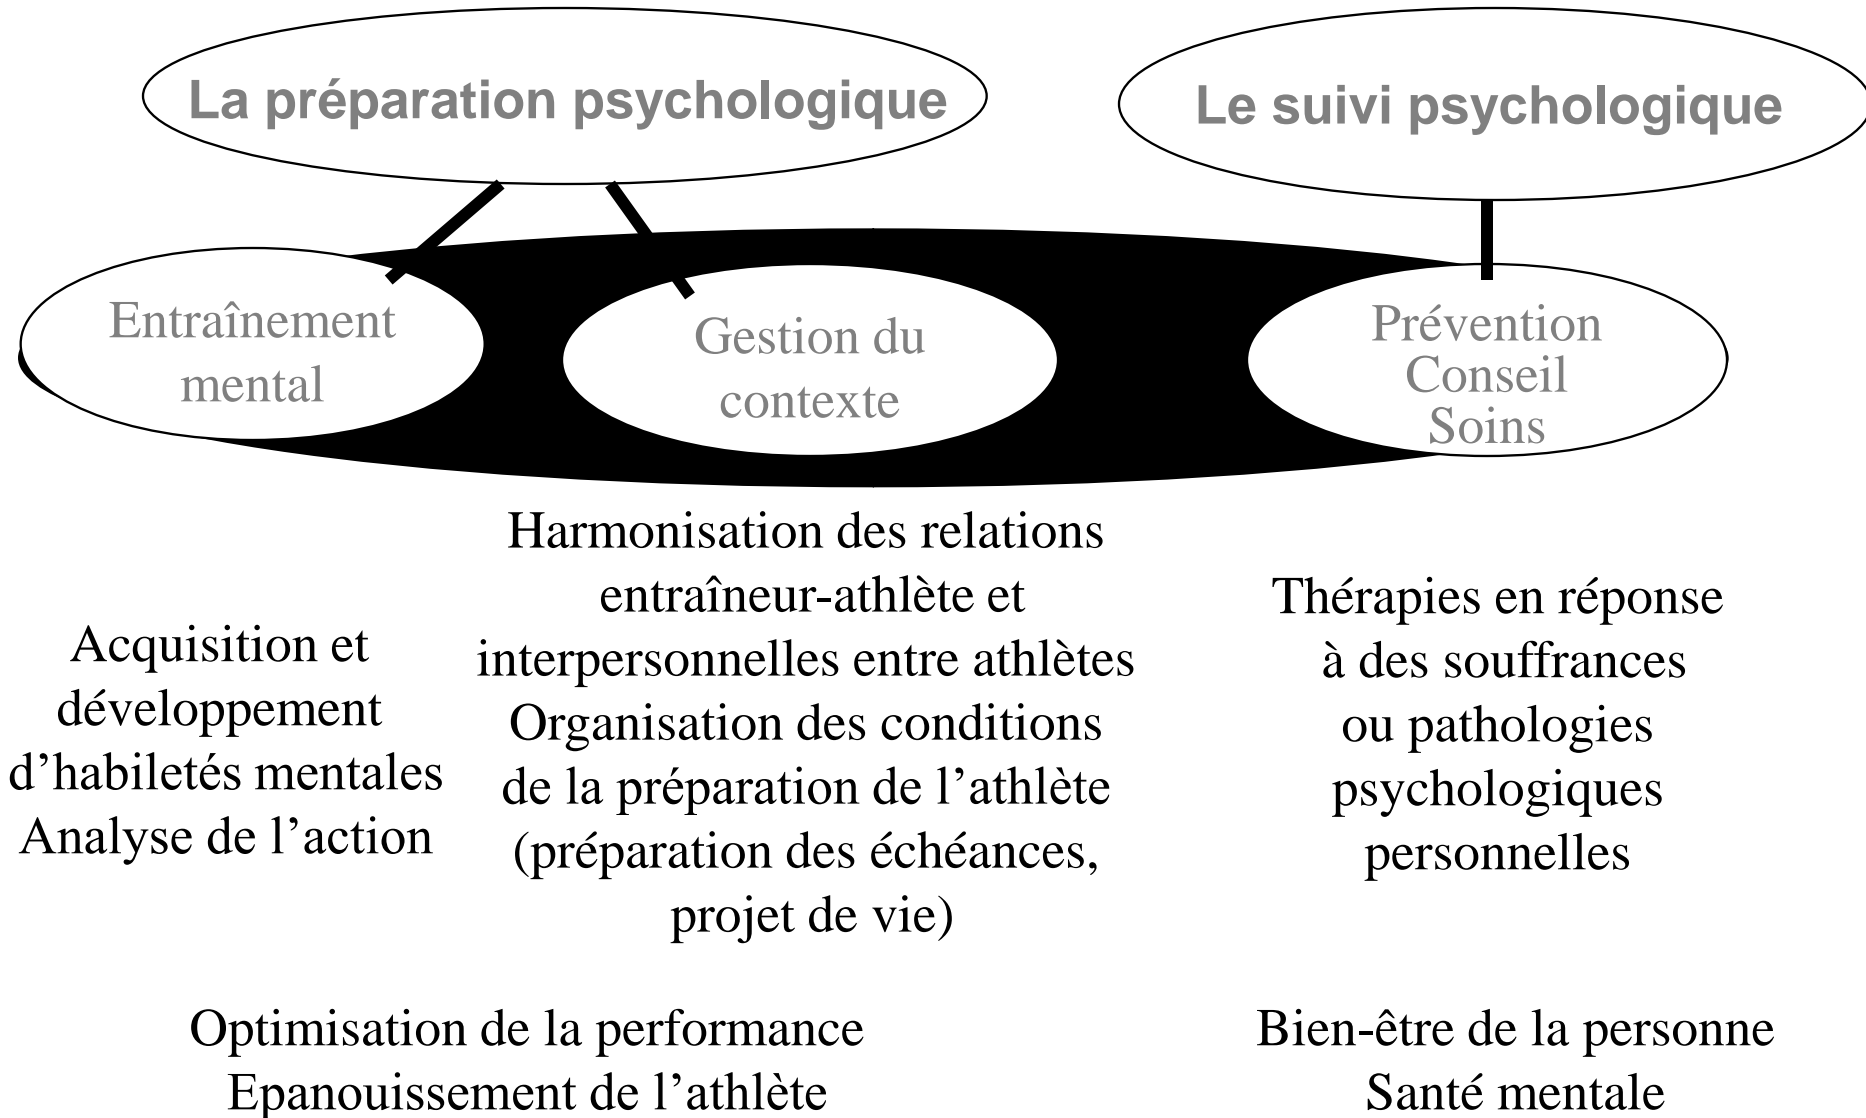 La préparation psychologique
Le suivi psychologique
Entraînement
mental
Gestion du
contexte
Prévention
Conseil
Soins
Acquisition et
développement
d’habiletés mentales
Analyse de l’action
Harmonisation des relations
entraîneur-athlète et
interpersonnelles entre athlètes
Organisation des conditions
de la préparation de l’athlète
(préparation des échéances,
projet de vie)
Thérapies en réponse
à des souffrances
ou pathologies
psychologiques
personnelles
Optimisation de la performance
Epanouissement de l’athlète
Bien-être de la personne
Santé mentale